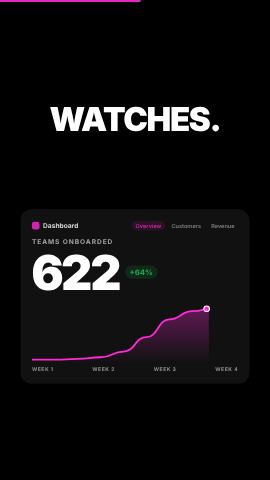 WATCHES.
Dashboard
Overview Customers Revenue
TEAMS ONBOARDED
622 +64%
WEEK 1 WEEK 2 WEEK 3 WEEK 4